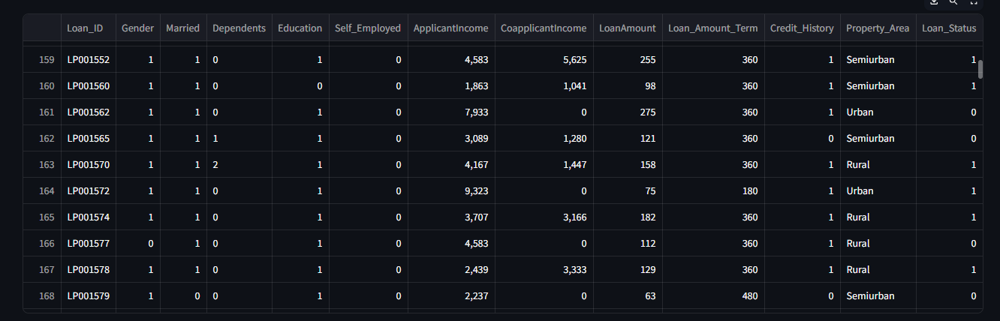 Loan_ID Gender Married Dependents Education Self_Employed ApplicantIncome CoapplicantIncome LoanAmount Loan_Amount_Term Credit_History Property_Area Loan_Status
159 LP001552 1 1 0 1 0 4,583 5,625 255 360 1 Semiurban 1
160 LP001560 1 1 0 0 0 1,863 1,041 98 360 1 Semiurban 1
161 LP001562 1 1 0 1 0 7,933 0 275 360 1 Urban 0
162 LP001565 1 1 1 1 0 3,089 1,280 121 360 0 Semiurban 0
163 LP001570 1 1 2 1 0 4,167 1,447 158 360 1 Rural 1
164 LP001572 1 1 0 1 0 9,323 0 75 180 1 Urban 1
165 LP001574 1 1 0 1 0 3,707 3,166 182 360 1 Rural 1
166 LP001577 0 1 0 1 0 4,583 0 112 360 1 Rural 0
167 LP001578 1 1 0 1 0 2,439 3,333 129 360 1 Rural 1
168 LP001579 1 0 0 1 0 2,237 0 63 480 0 Semiurban 0